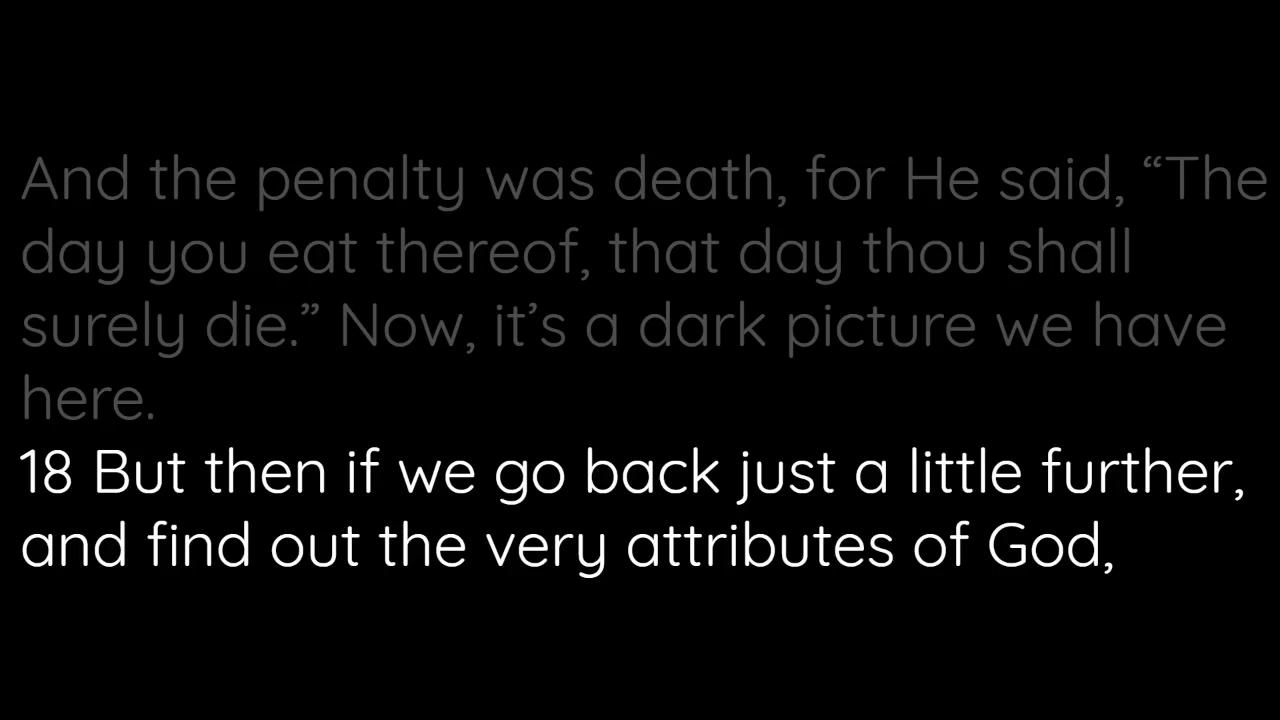 And the penalty was death, for He said, “The
day you eat thereof, that day thou shall
surely die.” Now, it’s a dark picture we have
here.
18 But then if we go back just a little further,
and find out the very attributes of God,